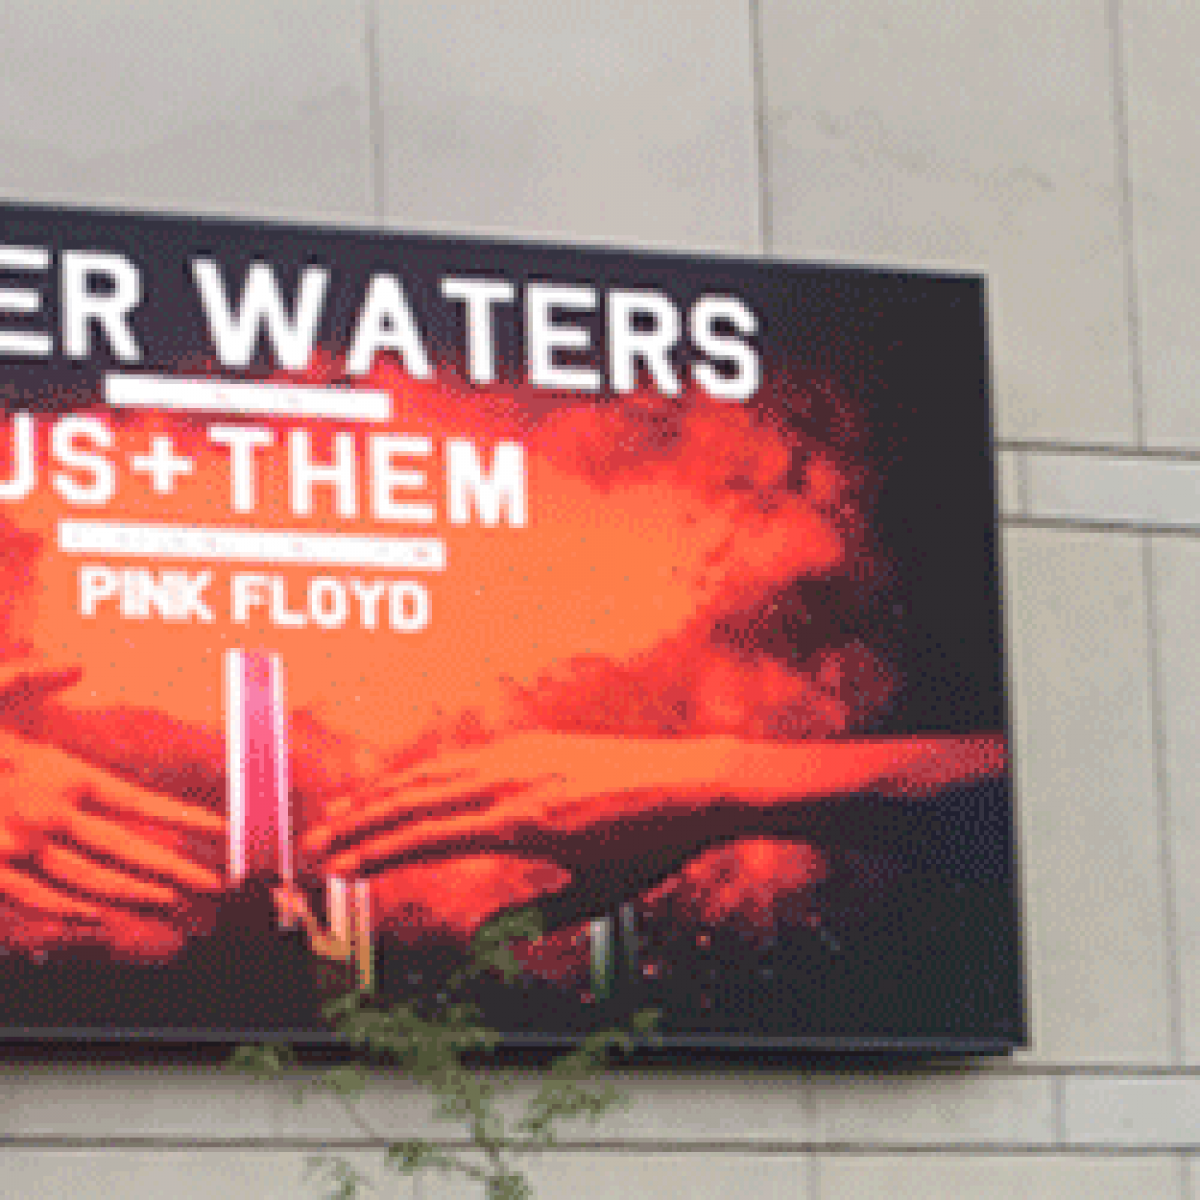 ER WATERS
US+THEM
PINK FLOYD